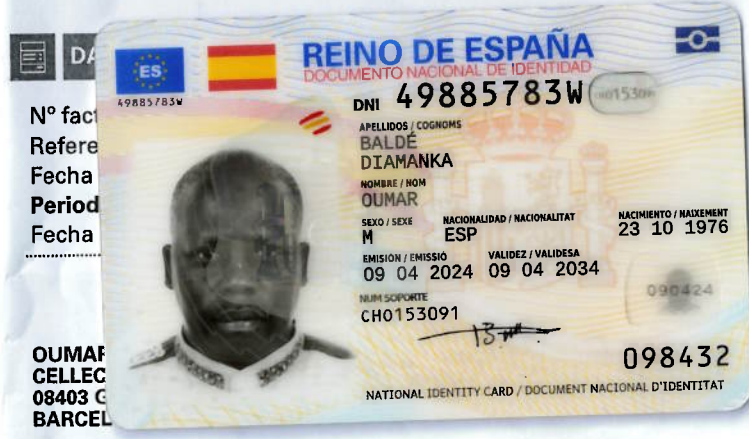 DA
Nº fact
Refere
Fecha
Period
Fecha
OUMAR
CELLEC
08403 G
BARCEL
ES
49885783W
REINO DE ESPAÑA
DOCUMENTO NACIONAL DE IDENTIDAD
DNI 49885783W
APELLIDOS / COGNOMS
BALDÉ
DIAMANKA
NOMBRE / NOM
OUMAR
SEXO / SEXE NACIONALIDAD / NACIONALITAT NACIMIENTO / NAIXEMENT
M ESP 23 10 1976
EMISIÓN / EMISSIÓ VALIDEZ / VALIDESA
09 04 2024 09 04 2034
NUM SOPORTE
CH0153091
090424
098432
NATIONAL IDENTITY CARD / DOCUMENT NACIONAL D'IDENTITAT